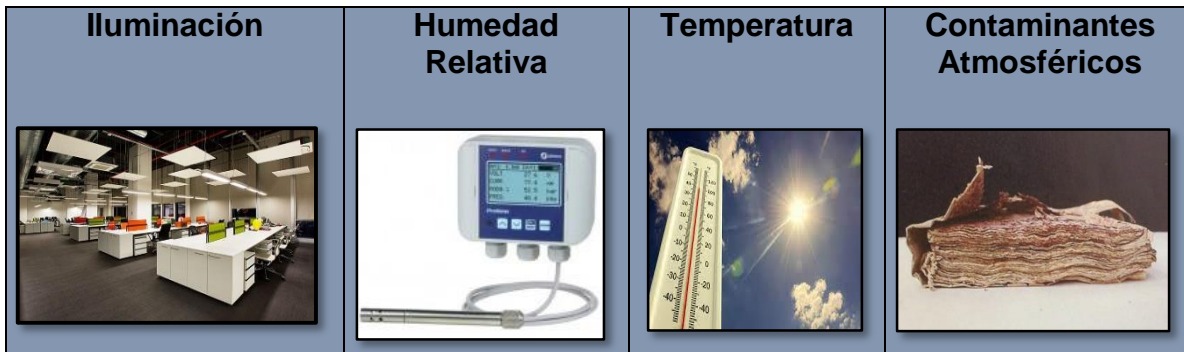 Iluminación
Humedad
Relativa
Temperatura
Contaminantes
Atmosféricos